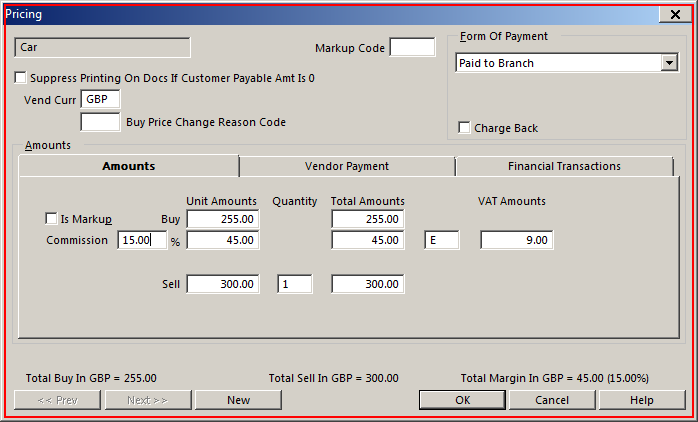 Pricing
Car
Markup Code
Form Of Payment
Paid to Branch
Suppress Printing On Docs If Customer Payable Amt Is 0
Vend Curr GBP
Buy Price Change Reason Code
Charge Back
Amounts
Amounts Vendor Payment Financial Transactions
Unit Amounts Quantity Total Amounts VAT Amounts
Is Markup Buy 255.00 255.00
Commission 15.00 % 45.00 45.00 E 9.00
Sell 300.00 1 300.00
Total Buy In GBP = 255.00 Total Sell In GBP = 300.00 Total Margin In GBP = 45.00 (15.00%)
<< Prev Next >> New OK Cancel Help